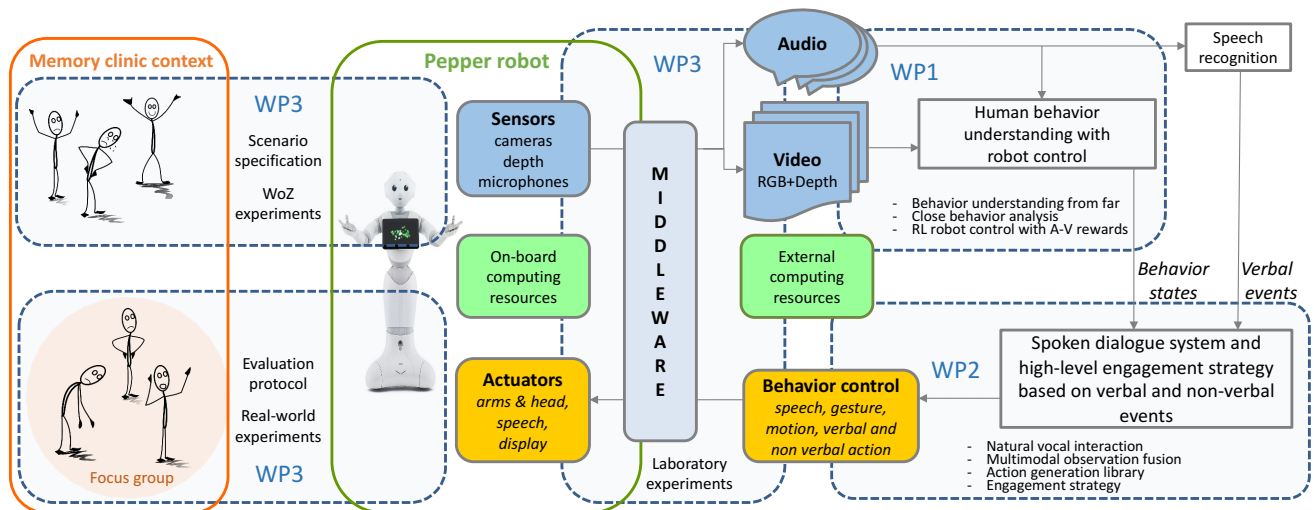 Memory clinic context
WP3
Scenario
specification
WoZ
experiments
Evaluation
protocol
Real-world
experiments
WP3
Focus group
Pepper robot
Sensors
cameras
depth
microphones
On-board
computing
resources
Actuators
arms & head,
speech,
display
MIDDLEWARE
WP3
Audio
Video
RGB+Depth
WP1
Human behavior
understanding with
robot control
- Behavior understanding from far
- Close behavior analysis
- RL robot control with A-V rewards
Speech
recognition
External
computing
resources
Behavior
states
Verbal
events
WP2
Spoken dialogue system and
high-level engagement strategy
based on verbal and non-verbal
events
- Natural vocal interaction
- Multimodal observation fusion
- Action generation library
- Engagement strategy
Behavior control
speech, gesture,
motion, verbal and
non verbal action
Laboratory
experiments